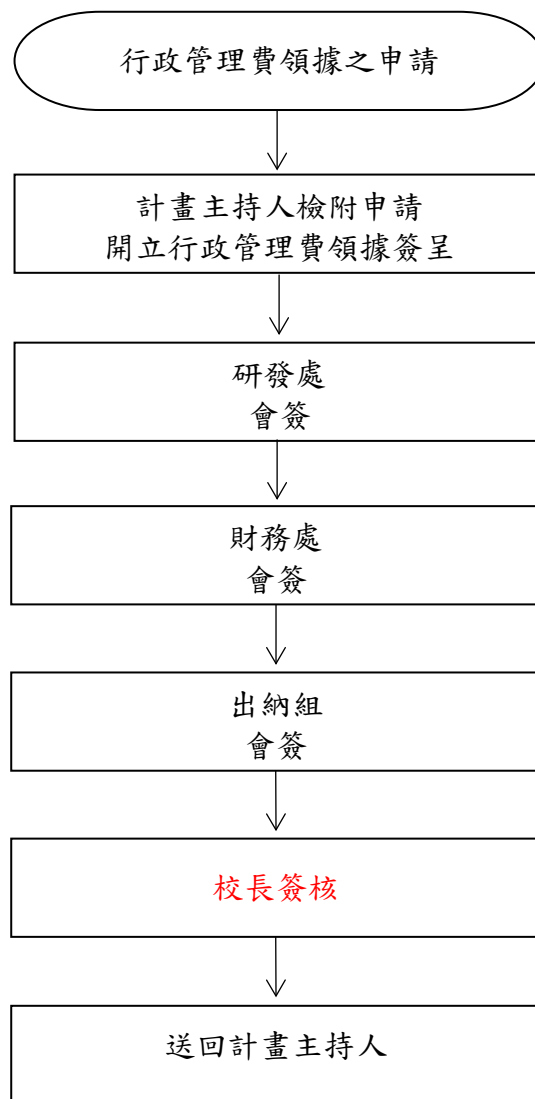 行政管理費領據之申請
計畫主持人檢附申請
開立行政管理費領據簽呈
研發處
會簽
財務處
會簽
出納組
會簽
校長簽核
送回計畫主持人